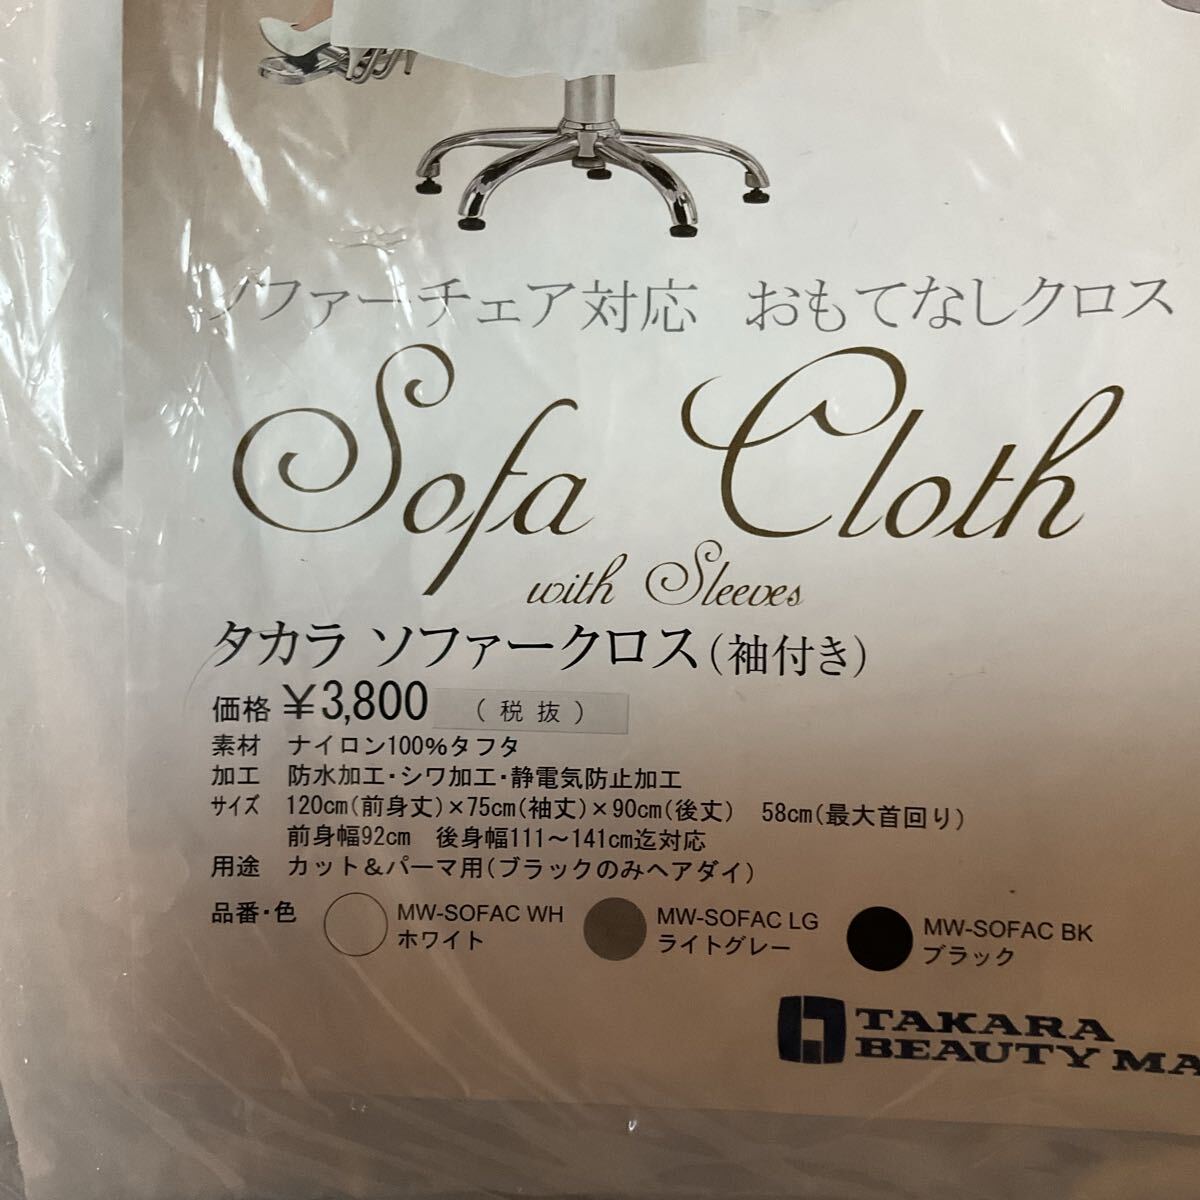 ソファーチェア対応 おもてなしクロス
Sofa Cloth
with Sleeves
タカラ ソファークロス(袖付き)
価格 ¥3,800 (税抜)
素材 ナイロン100%タフタ
加工 防水加工・シワ加工・静電気防止加工
サイズ 120cm(前身丈)×75cm(袖丈)×90cm(後丈) 58cm(最大首回り)
前身幅92cm 後身幅111~141cm迄対応
用途 カット&パーマ用(ブラックのみヘアダイ)
品番・色 MW-SOFAC WH MW-SOFAC LG MW-SOFAC BK
ホワイト ライトグレー ブラック
TAKARA
BEAUTY MA